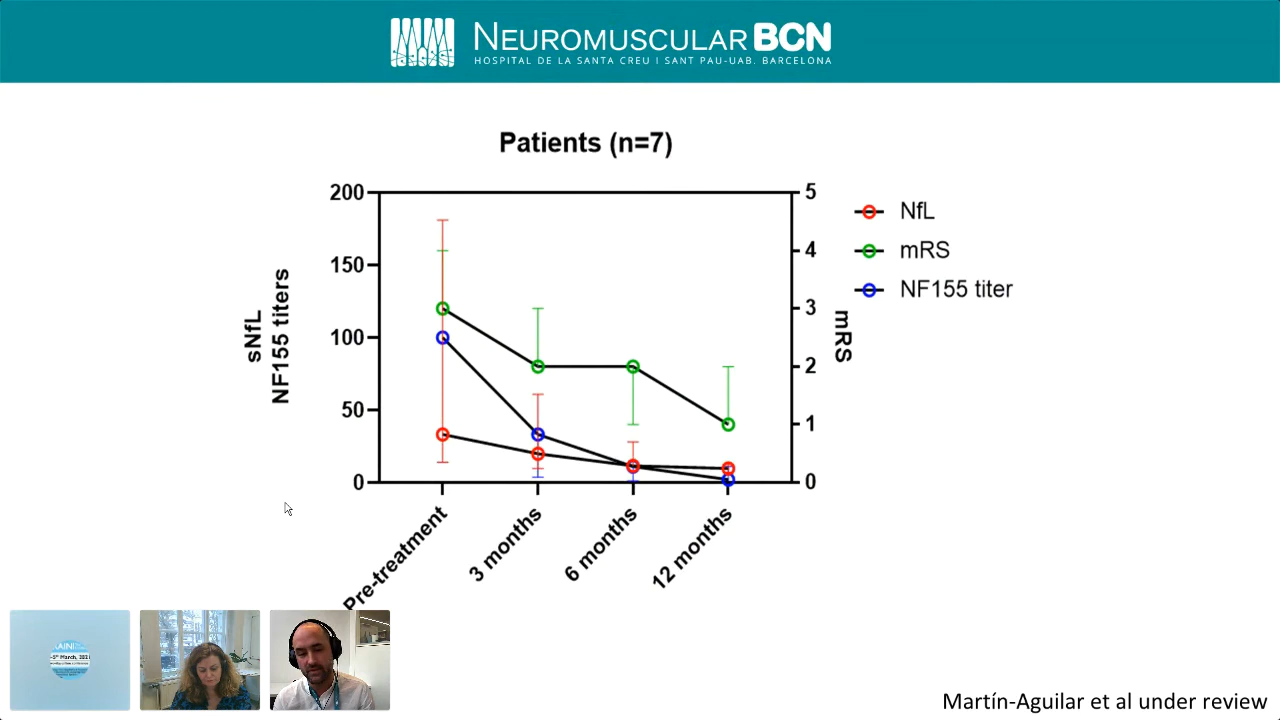 NEUROMUSCULAR BCN
HOSPITAL DE LA SANTA CREU I SANT PAU-UAB. BARCELONA
Patients (n=7)
200
150
100
50
0
sNfL
NF155 titers
5
4
3
2
1
0
mRS
NfL
mRS
NF155 titer
Pre-treatment
3 months
6 months
12 months
Martín-Aguilar et al under review